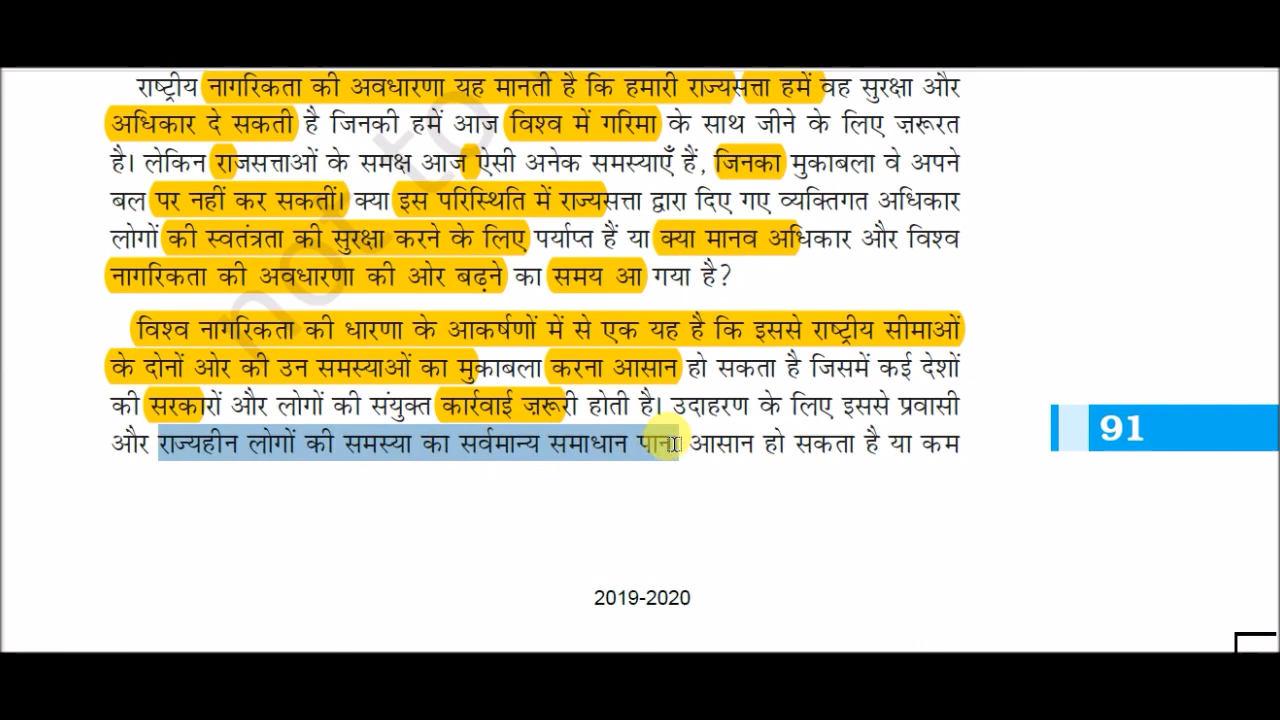 राष्ट्रीय नागरिकता की अवधारणा यह मानती है कि हमारी राज्यसत्ता हमें वह सुरक्षा और
अधिकार दे सकती है जिनकी हमें आज विश्व में गरिमा के साथ जीने के लिए ज़रूरत
है। लेकिन राजसत्ताओं के समक्ष आज ऐसी अनेक समस्याएँ हैं, जिनका मुकाबला वे अपने
बल पर नहीं कर सकतीं। क्या इस परिस्थिति में राज्यसत्ता द्वारा दिए गए व्यक्तिगत अधिकार
लोगों की स्वतंत्रता की सुरक्षा करने के लिए पर्याप्त हैं या क्या मानव अधिकार और विश्व
नागरिकता की अवधारणा की ओर बढ़ने का समय आ गया है?
विश्व नागरिकता की धारणा के आकर्षणों में से एक यह है कि इससे राष्ट्रीय सीमाओं
के दोनों ओर की उन समस्याओं का मुकाबला करना आसान हो सकता है जिसमें कई देशों
की सरकारों और लोगों की संयुक्त कार्रवाई ज़रूरी होती है। उदाहरण के लिए इससे प्रवासी
और राज्यहीन लोगों की समस्या का सर्वमान्य समाधान पाना आसान हो सकता है या कम
91
2019-2020
not to